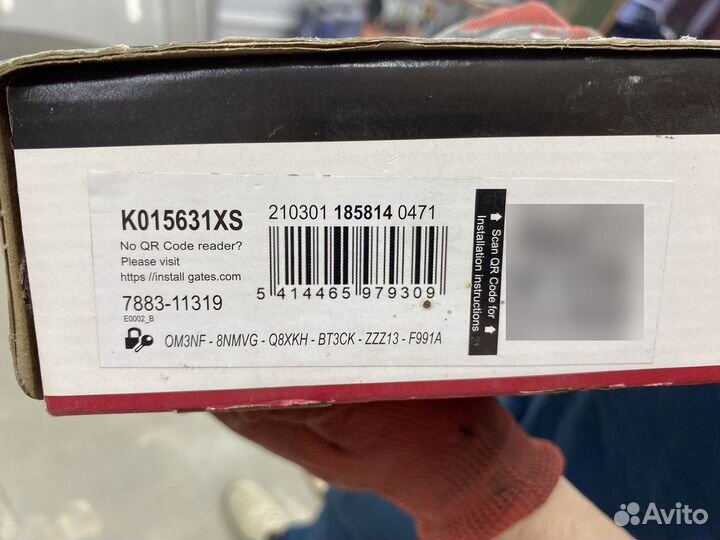 K015631XS
No QR Code reader?
Please visit
https //install gates.com
7883-11319
E0002_B
210301 185814 0471
5 414465 979309
OM3NF - 8NMVG - Q8XKH - BT3CK - ZZZ13 - F991A
Scan QR Code for
Installation instructions
Avito